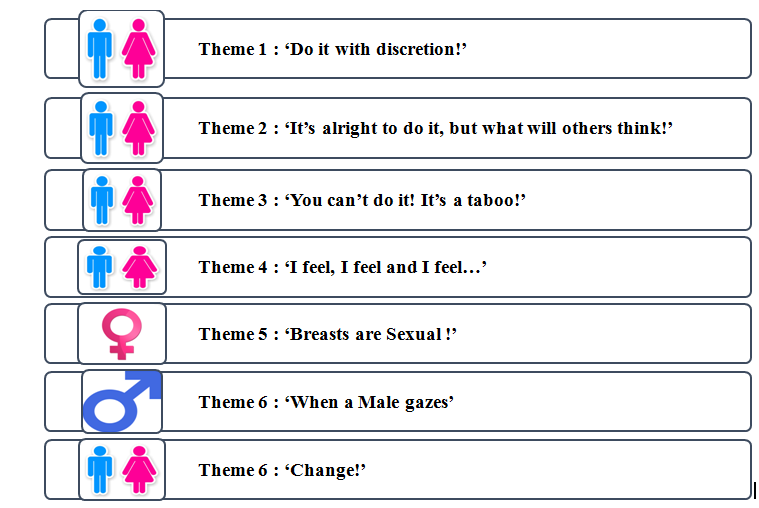 Theme 1 : ‘Do it with discretion!’
Theme 2 : ‘It’s alright to do it, but what will others think!’
Theme 3 : ‘You can’t do it! It’s a taboo!’
Theme 4 : ‘I feel, I feel and I feel…’
Theme 5 : ‘Breasts are Sexual !’
Theme 6 : ‘When a Male gazes’
Theme 6 : ‘Change!’